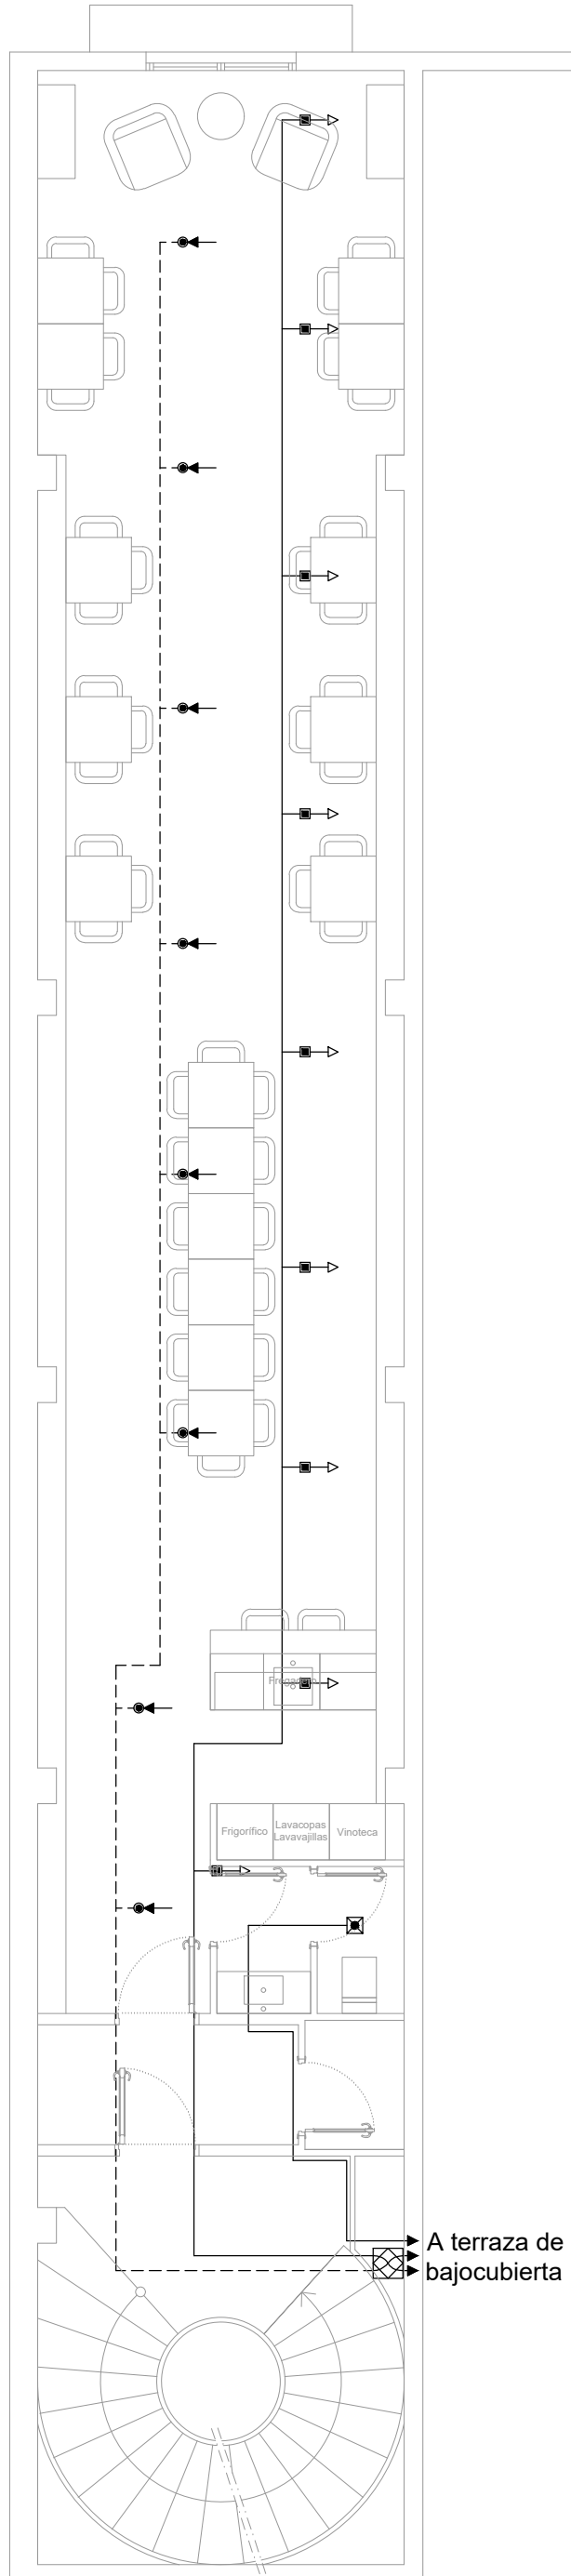 Fregadero
Frigorífico
Lavacopas
Lavavajillas
Vinoteca
A terraza de
bajocubierta